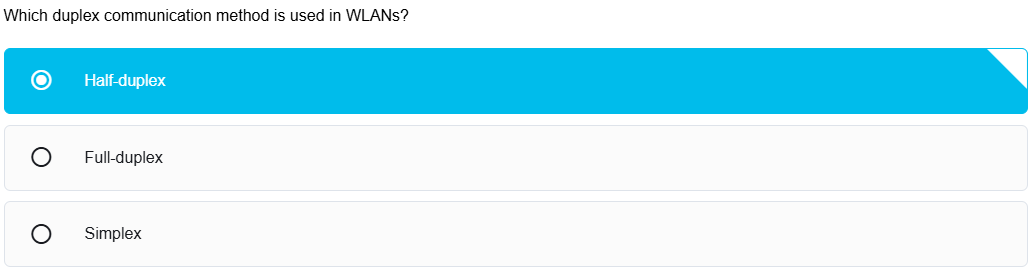 Which duplex communication method is used in WLANs?
Half-duplex
Full-duplex
Simplex